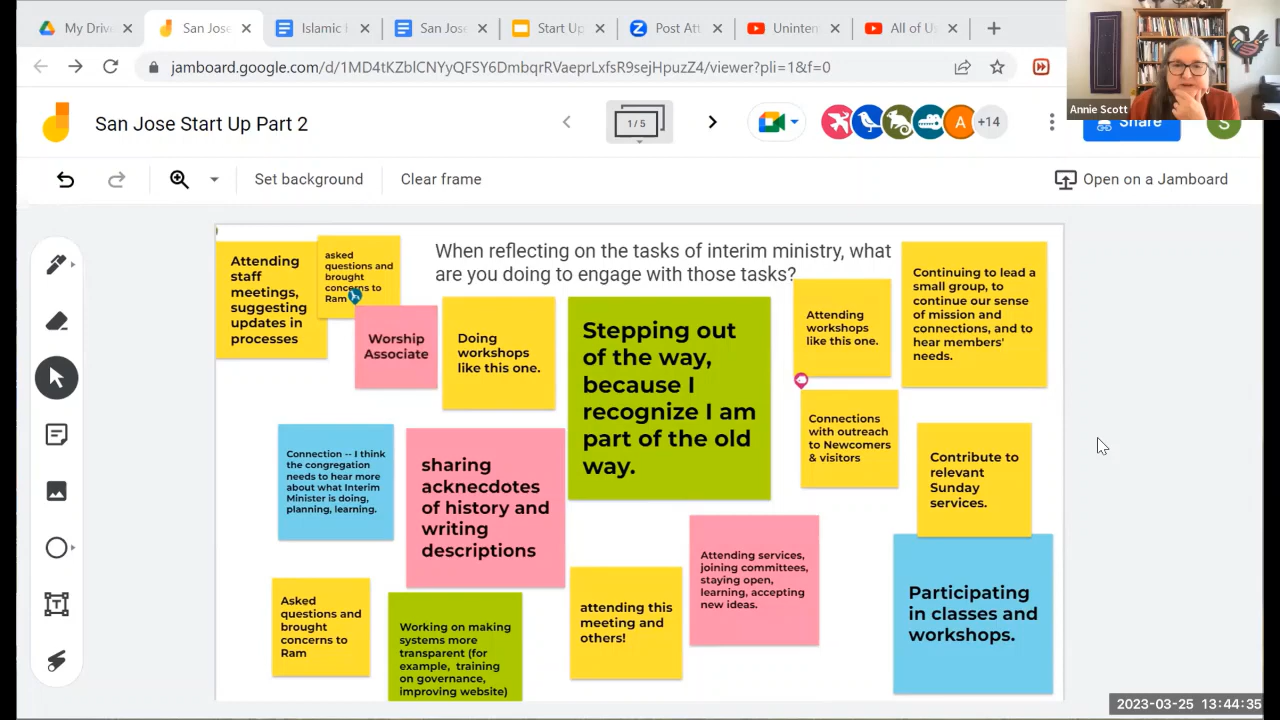 My Driv
San Jose
Islamic H
San Jose
Start Up
Post Att
Uninten
All of U
jamboard.google.com/d/1MD4tKZblCNYyQFSY6DmbqrRVaeprLxfsR9sejHpuzZ4/viewer?pli=1&f=0
Annie Scott
San Jose Start Up Part 2
1 / 5
A
+14
Share
S
Set background
Clear frame
Open on a Jamboard
When reflecting on the tasks of interim ministry, what
are you doing to engage with those tasks?
Attending
staff
meetings,
suggesting
updates in
processes
asked
questions and
brought
concerns to
Ram
Worship
Associate
Doing
workshops
like this one.
Stepping out
of the way,
because I
recognize I am
part of the old
way.
Attending
workshops
like this one.
Continuing to lead a
small group, to
continue our sense
of mission and
connections, and to
hear members'
needs.
Connection -- I think
the congregation
needs to hear more
about what Interim
Minister is doing,
planning, learning.
sharing
acknecdotes
of history and
writing
descriptions
Connections
with outreach
to Newcomers
& visitors
Contribute to
relevant
Sunday
services.
Asked
questions and
brought
concerns to
Ram
Working on making
systems more
transparent (for
example, training
on governance,
improving website)
attending this
meeting and
others!
Attending services,
joining committees,
staying open,
learning, accepting
new ideas.
Participating
in classes and
workshops.
2023-03-25 13:44:35